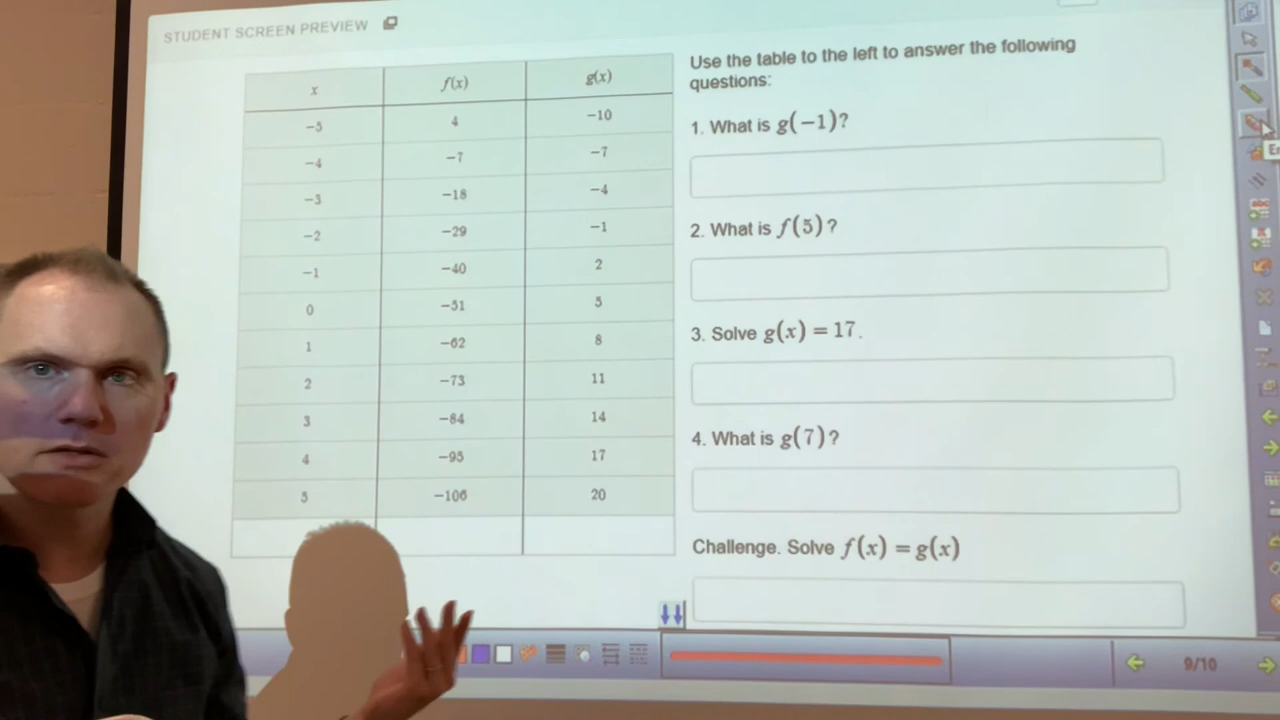 STUDENT SCREEN PREVIEW
x f(x) g(x)
−5 4 −10
−4 −7 −7
−3 −18 −4
−2 −29 −1
−1 −40 2
0 −51 5
1 −62 8
2 −73 11
3 −84 14
4 −95 17
5 −106 20
Use the table to the left to answer the following
questions:
1. What is g(−1)?
2. What is f(5)?
3. Solve g(x) = 17.
4. What is g(7)?
Challenge. Solve f(x) = g(x)
9/10